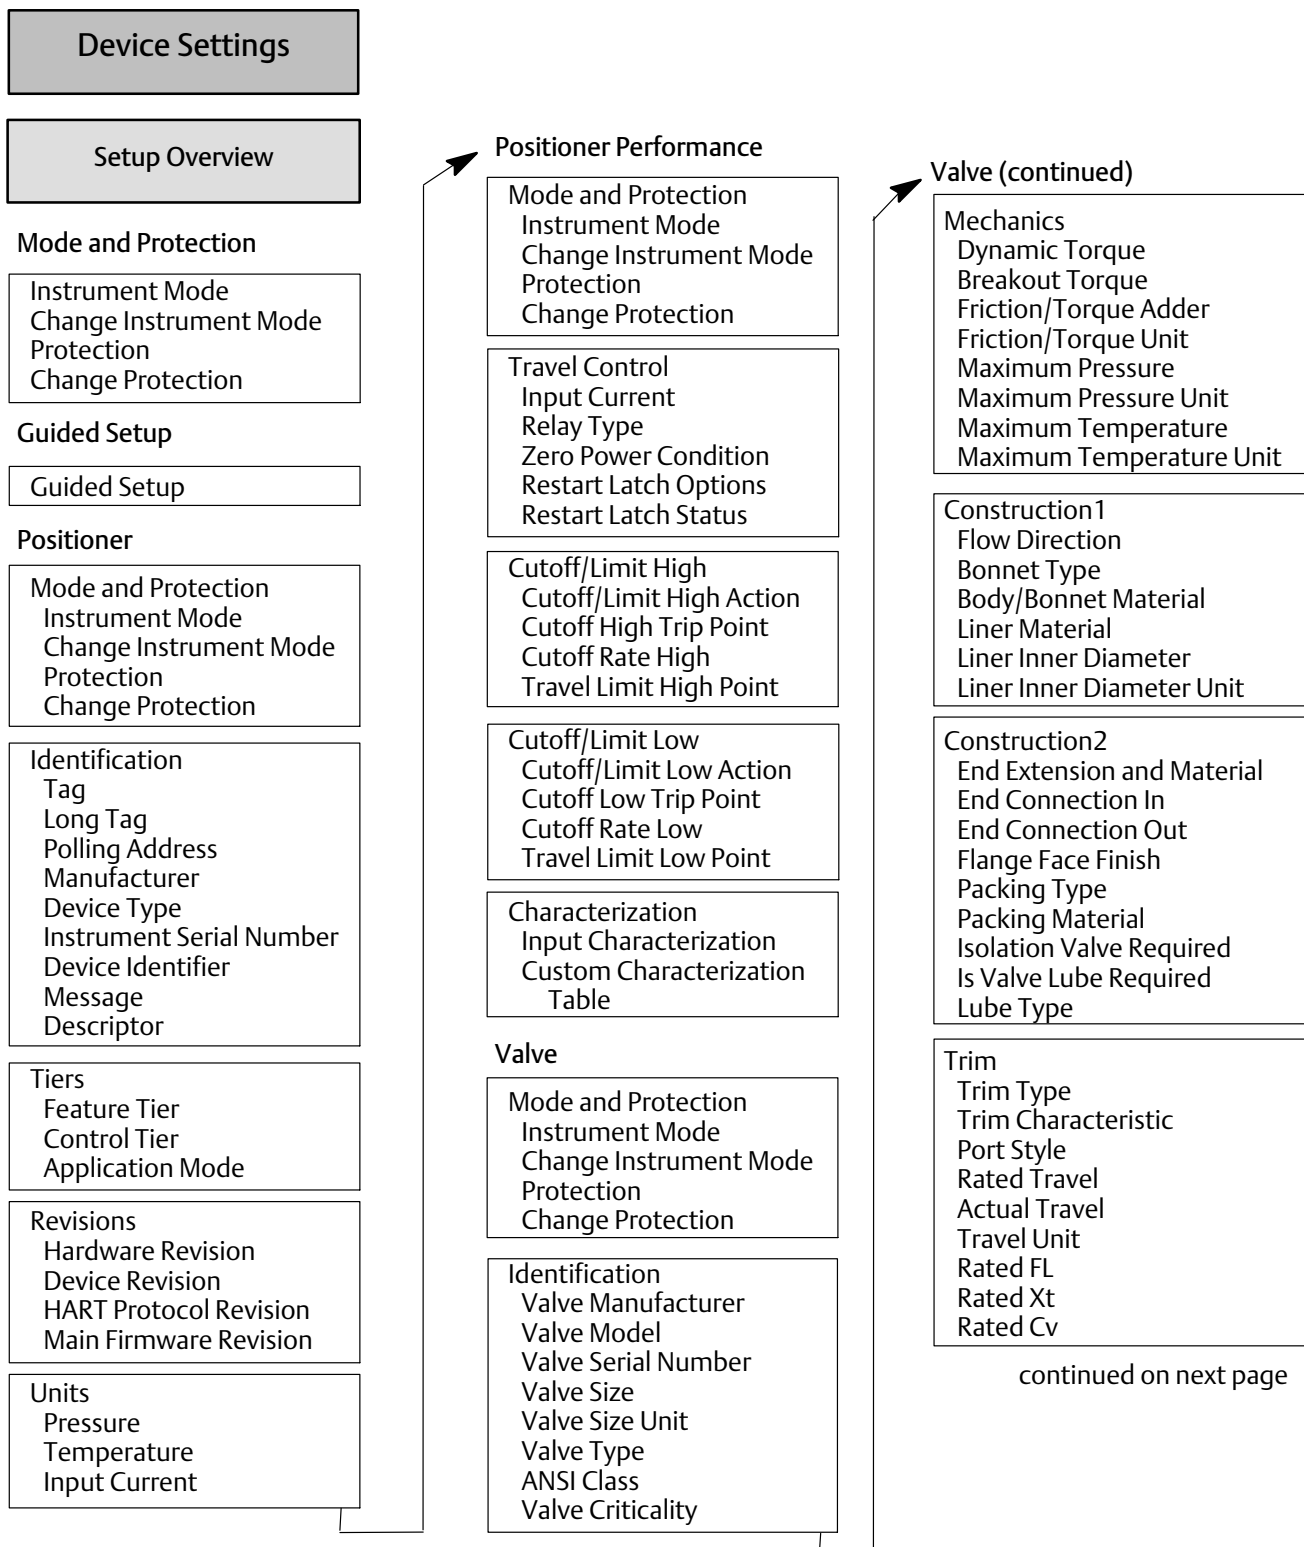 Device Settings
Setup Overview
Mode and Protection
Instrument Mode
Change Instrument Mode
Protection
Change Protection
Guided Setup
Guided Setup
Positioner
Mode and Protection
Instrument Mode
Change Instrument Mode
Protection
Change Protection
Identification
Tag
Long Tag
Polling Address
Manufacturer
Device Type
Instrument Serial Number
Device Identifier
Message
Descriptor
Tiers
Feature Tier
Control Tier
Application Mode
Revisions
Hardware Revision
Device Revision
HART Protocol Revision
Main Firmware Revision
Units
Pressure
Temperature
Input Current
Positioner Performance
Mode and Protection
Instrument Mode
Change Instrument Mode
Protection
Change Protection
Travel Control
Input Current
Relay Type
Zero Power Condition
Restart Latch Options
Restart Latch Status
Cutoff/Limit High
Cutoff/Limit High Action
Cutoff High Trip Point
Cutoff Rate High
Travel Limit High Point
Cutoff/Limit Low
Cutoff/Limit Low Action
Cutoff Low Trip Point
Cutoff Rate Low
Travel Limit Low Point
Characterization
Input Characterization
Custom Characterization
Table
Valve
Mode and Protection
Instrument Mode
Change Instrument Mode
Protection
Change Protection
Identification
Valve Manufacturer
Valve Model
Valve Serial Number
Valve Size
Valve Size Unit
Valve Type
ANSI Class
Valve Criticality
Valve (continued)
Mechanics
Dynamic Torque
Breakout Torque
Friction/Torque Adder
Friction/Torque Unit
Maximum Pressure
Maximum Pressure Unit
Maximum Temperature
Maximum Temperature Unit
Construction1
Flow Direction
Bonnet Type
Body/Bonnet Material
Liner Material
Liner Inner Diameter
Liner Inner Diameter Unit
Construction2
End Extension and Material
End Connection In
End Connection Out
Flange Face Finish
Packing Type
Packing Material
Isolation Valve Required
Is Valve Lube Required
Lube Type
Trim
Trim Type
Trim Characteristic
Port Style
Rated Travel
Actual Travel
Travel Unit
Rated FL
Rated Xt
Rated Cv
continued on next page